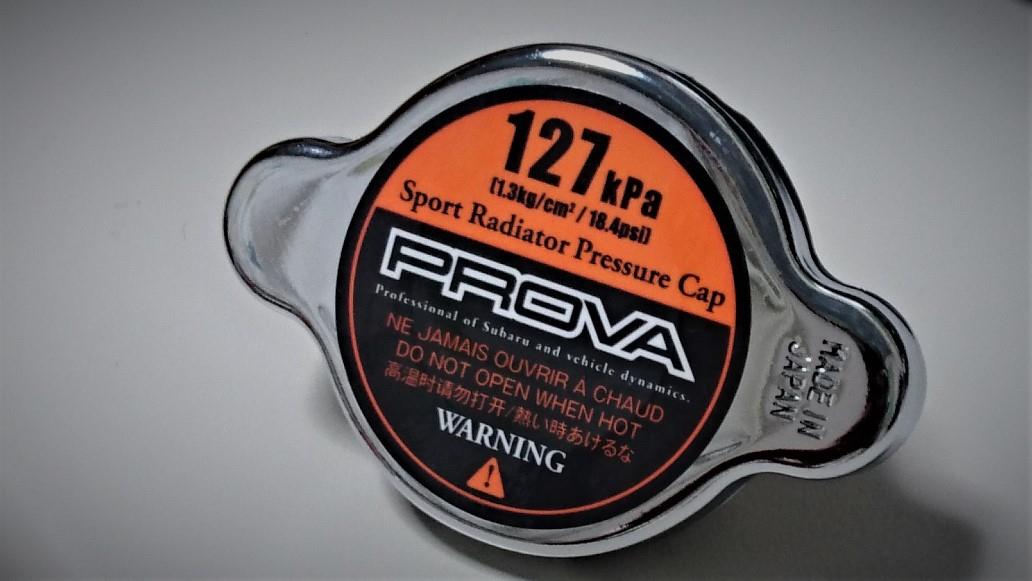 127kPa
[1.3kg/cm² / 18.4psi]
Sport Radiator Pressure Cap
PROVA
Professional of Subaru and vehicle dynamics.
NE JAMAIS OUVRIR À CHAUD
DO NOT OPEN WHEN HOT
高温时请勿打开/熱い時あけるな
WARNING
MADE IN
JAPAN